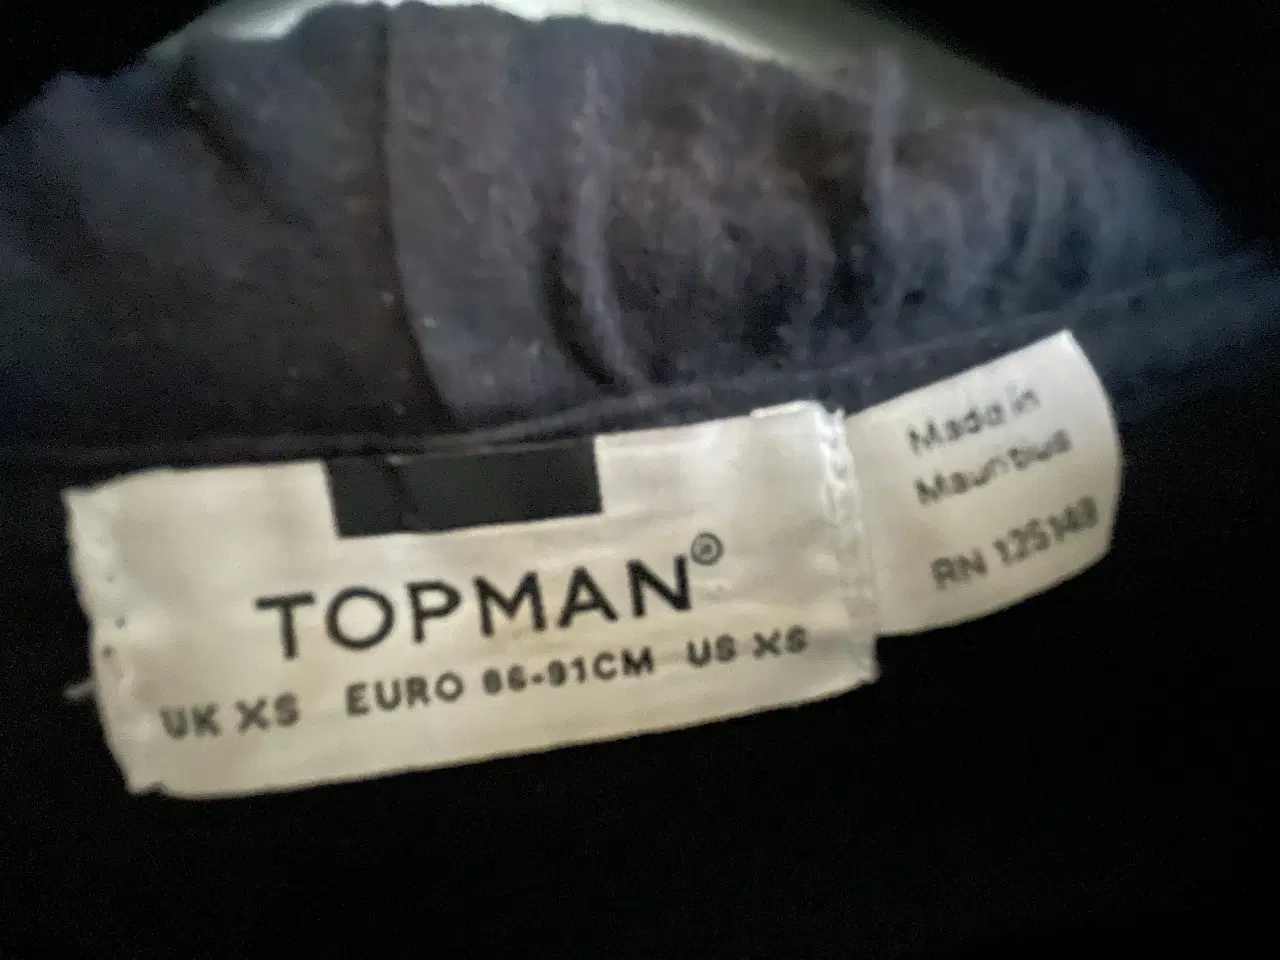 TOPMAN®
UK XS EURO 86-91CM US XS
Made in
Mauritius
RN 125148